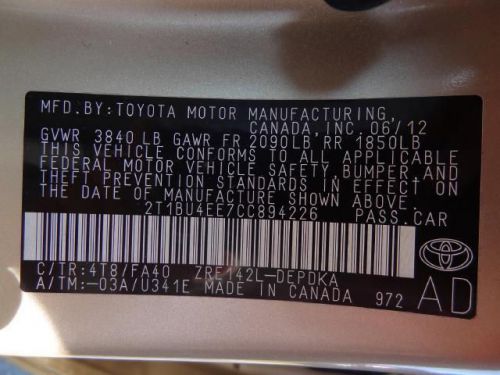 MFD.BY:TOYOTA MOTOR MANUFACTURING,
CANADA, INC. 06/12
GVWR 3840LB GAWR FR 2090LB RR 1850LB
THIS VEHICLE CONFORMS TO ALL APPLICABLE
FEDERAL MOTOR VEHICLE SAFETY, BUMPER, AND
THEFT PREVENTION STANDARDS IN EFFECT ON
THE DATE OF MANUFACTURE SHOWN ABOVE.
2T1BU4EE7CC894226 PASS.CAR
C/TR:4T8/FA40 ZRE142L-DEPDKA
A/TM:-03A/U341E MADE IN CANADA 972
AD